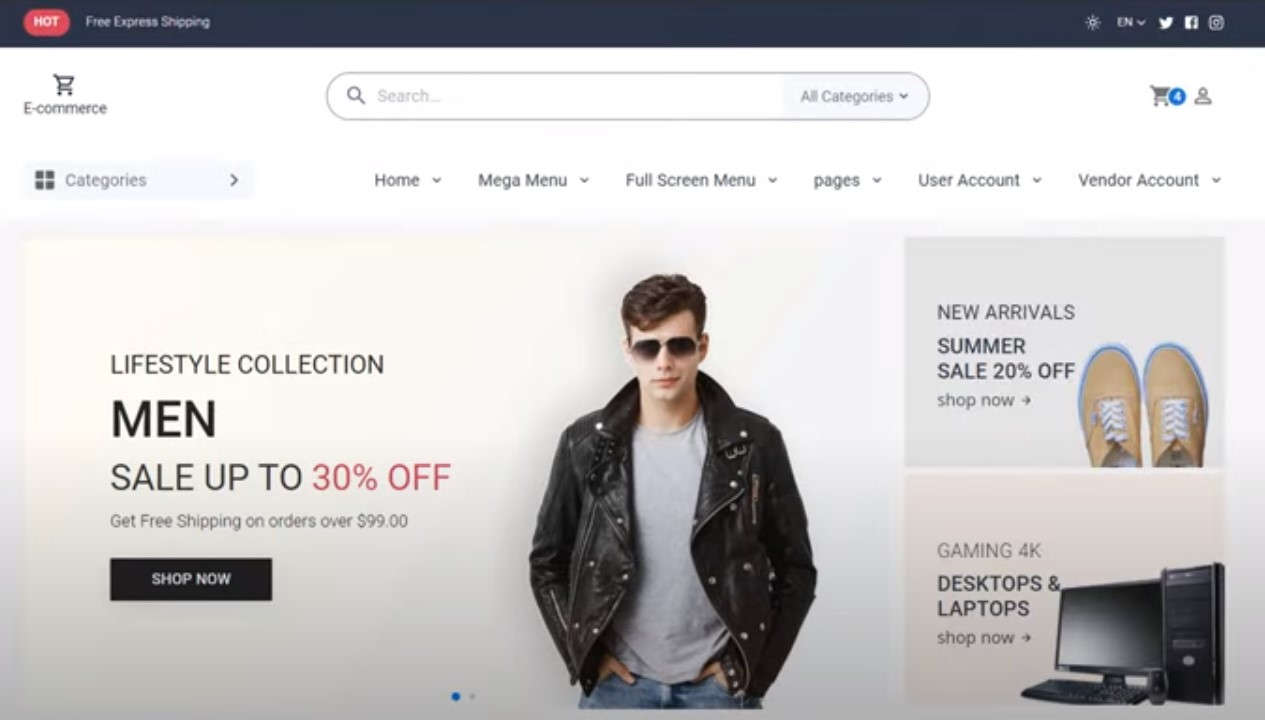 HOT Free Express Shipping EN
E-commerce
Search... All Categories
4
Categories
Home Mega Menu Full Screen Menu pages User Account Vendor Account
LIFESTYLE COLLECTION
MEN
SALE UP TO 30% OFF
Get Free Shipping on orders over $99.00
SHOP NOW
NEW ARRIVALS
SUMMER
SALE 20% OFF
shop now →
GAMING 4K
DESKTOPS &
LAPTOPS
shop now →